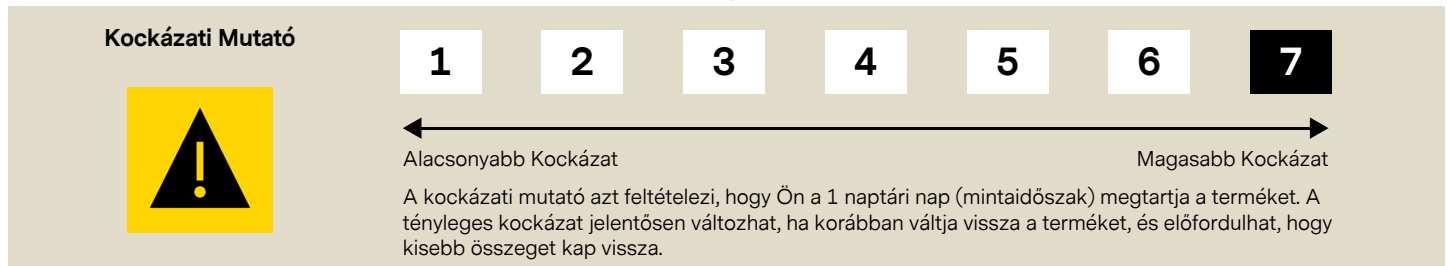 Kockázati Mutató
1 2 3 4 5 6 7
Alacsonyabb Kockázat Magasabb Kockázat
A kockázati mutató azt feltételezi, hogy Ön a 1 naptári nap (mintaidőszak) megtartja a terméket. A
tényleges kockázat jelentősen változhat, ha korábban váltja vissza a terméket, és előfordulhat, hogy
kisebb összeget kap vissza.